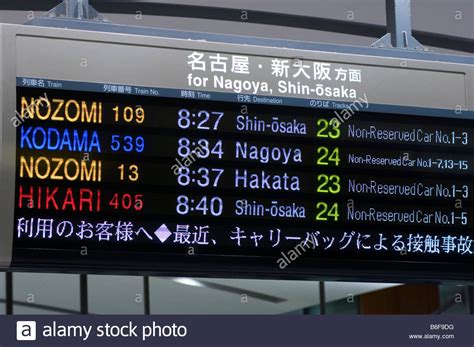 名古屋・新大阪方面
for Nagoya, Shin-ōsaka
列車名 Train 列車番号 Train No. 時刻 Time 行先 Destination のりば Tracks
NOZOMI 109 8:27 Shin-ōsaka 23 Non-Reserved Car No.1-3
KODAMA 539 8:34 Nagoya 24 Non-Reserved Car No.1-7,13-15
NOZOMI 13 8:37 Hakata 23 Non-Reserved Car No.1-3
HIKARI 405 8:40 Shin-ōsaka 24 Non-Reserved Car No.1-5
利用のお客様へ◆最近、キャリーバッグによる接触事故
alamy stock photo
B6F9DG
www.alamy.com